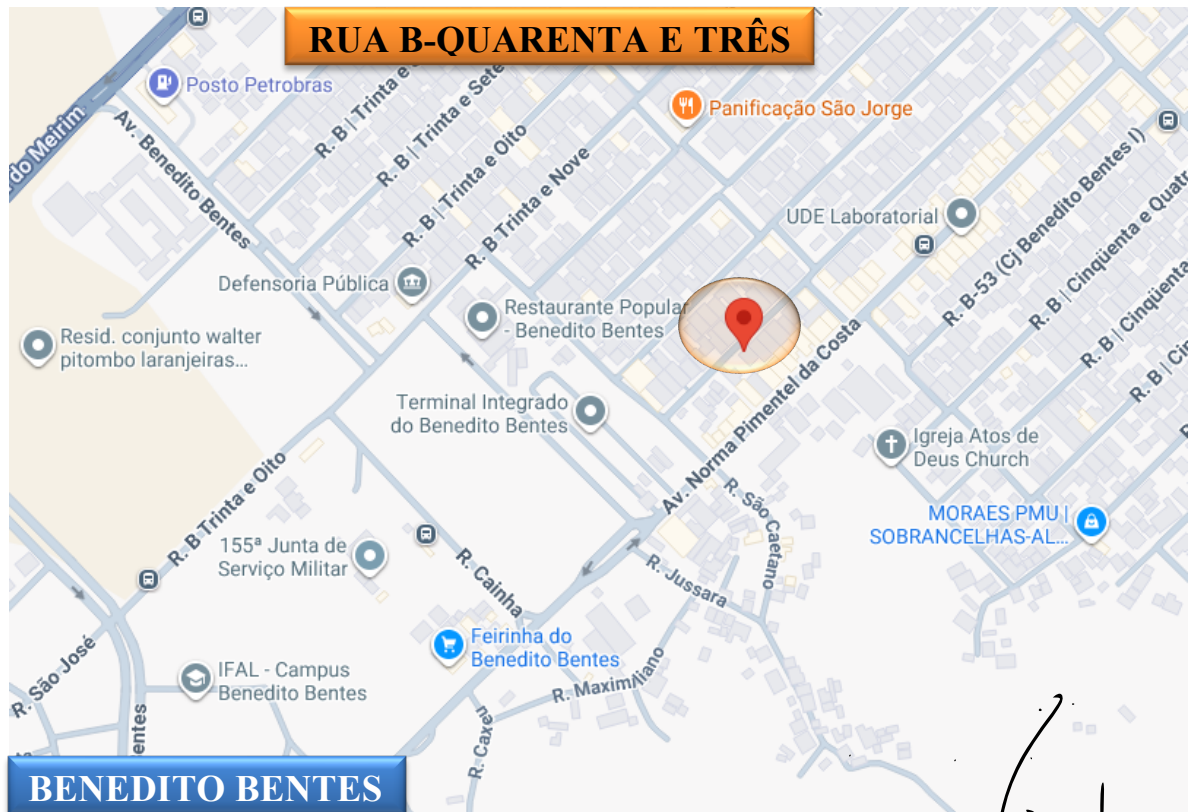 RUA B-QUARENTA E TRÊS
Posto Petrobras
do Meirim
Av. Benedito Bentes
R. B | Trinta e
R. B | Trinta e Sete
R. B | Trinta e Oito
R. B Trinta e Nove
Panificação São Jorge
UDE Laboratorial
R. B-53 (Cj Benedito Bentes I)
R. B | Cinqüenta e Quatr
R. B | Cinqüenta
R. B | Cin
Defensoria Pública
Restaurante Popular
- Benedito Bentes
Resid. conjunto walter
pitombo laranjeiras...
Terminal Integrado
do Benedito Bentes
Av. Norma Pimentel da Costa
Igreja Atos de
Deus Church
MORAES PMU |
SOBRANCELHAS-AL...
R. B Trinta e Oito
155ª Junta de
Serviço Militar
R. São Caetano
R. Jussara
R. Cainha
Feirinha do
Benedito Bentes
R. Maximiliano
R. São José
IFAL - Campus
Benedito Bentes
R. Caxeu
entes
BENEDITO BENTES